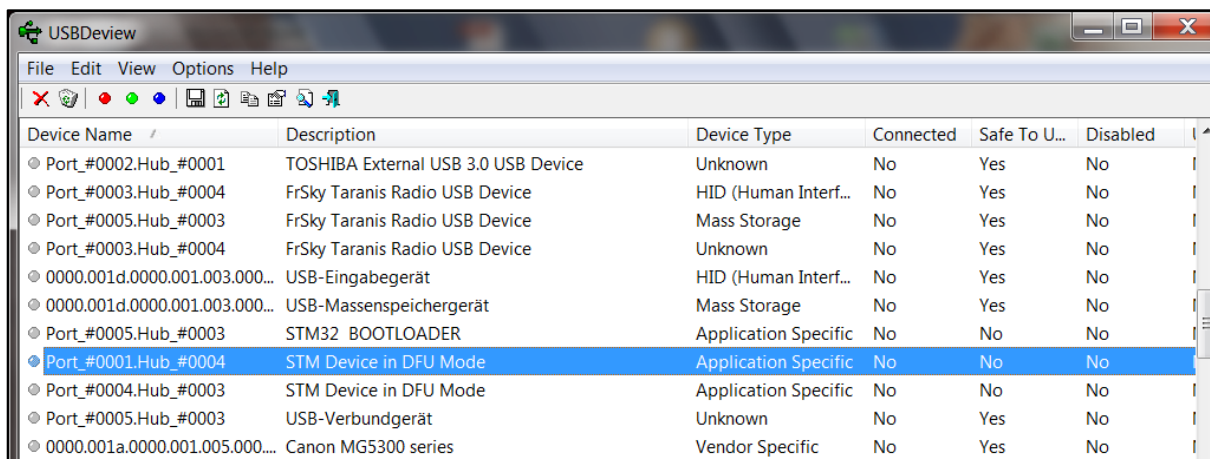 USBDeview
File Edit View Options Help
Device Name / Description Device Type Connected Safe To U... Disabled
Port_#0002.Hub_#0001 TOSHIBA External USB 3.0 USB Device Unknown No Yes No
Port_#0003.Hub_#0004 FrSky Taranis Radio USB Device HID (Human Interf... No Yes No
Port_#0005.Hub_#0003 FrSky Taranis Radio USB Device Mass Storage No Yes No
Port_#0003.Hub_#0004 FrSky Taranis Radio USB Device Unknown No Yes No
0000.001d.0000.001.003.000... USB-Eingabegerät HID (Human Interf... No Yes No
0000.001d.0000.001.003.000... USB-Massenspeichergerät Mass Storage No Yes No
Port_#0005.Hub_#0003 STM32 BOOTLOADER Application Specific No No No
Port_#0001.Hub_#0004 STM Device in DFU Mode Application Specific No No No
Port_#0004.Hub_#0003 STM Device in DFU Mode Application Specific No No No
Port_#0005.Hub_#0003 USB-Verbundgerät Unknown No Yes No
0000.001a.0000.001.005.000.... Canon MG5300 series Vendor Specific No Yes No